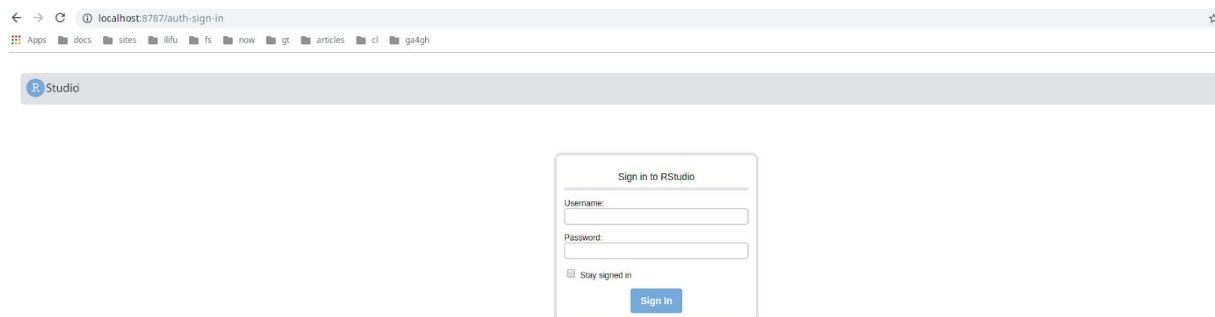 localhost:8787/auth-sign-in
Apps docs sites ilifu fs now gt articles cl ga4gh
R Studio
Sign in to RStudio
Username:
Password:
Stay signed in
Sign In